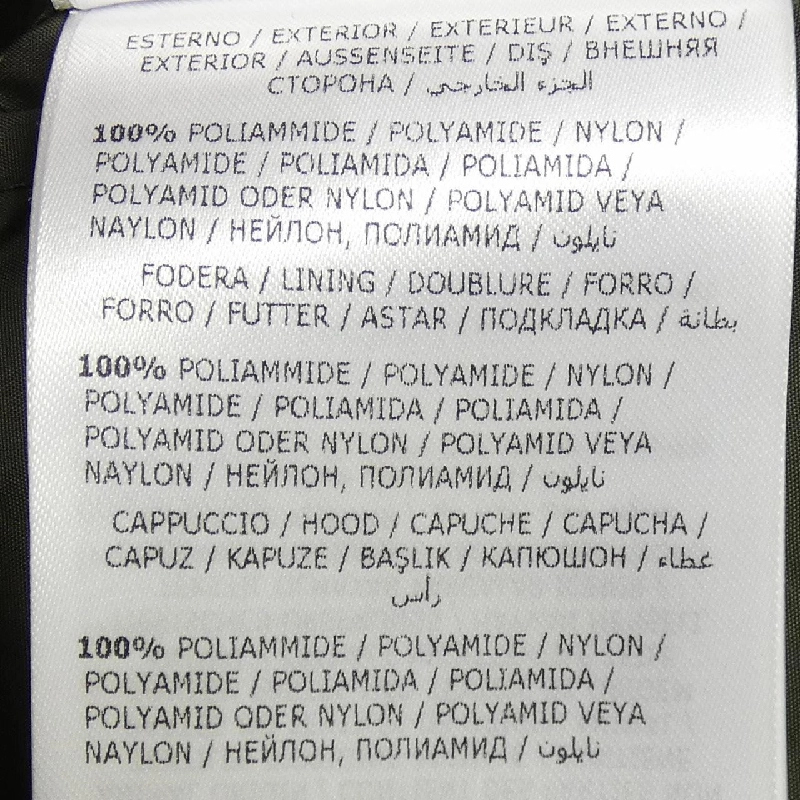 ESTERNO / EXTERIOR / EXTERIEUR / EXTERNO /
EXTERIOR / AUSSENSEITE / DIŞ / ВНЕШНЯЯ
СТОРОНА / الجزء الخارجي
100% POLIAMMIDE / POLYAMIDE / NYLON /
POLYAMIDE / POLIAMIDA / POLIAMIDA /
POLYAMID ODER NYLON / POLYAMID VEYA
NAYLON / НЕЙЛОН, ПОЛИАМИД / نايلون
FODERA / LINING / DOUBLURE / FORRO /
FORRO / FUTTER / ASTAR / ПОДКЛАДКА / بطانة
100% POLIAMMIDE / POLYAMIDE / NYLON /
POLYAMIDE / POLIAMIDA / POLIAMIDA /
POLYAMID ODER NYLON / POLYAMID VEYA
NAYLON / НЕЙЛОН, ПОЛИАМИД / نايلون
CAPPUCCIO / HOOD / CAPUCHE / CAPUCHA /
CAPUZ / KAPUZE / BAŞLIK / КАПЮШОН / غطاء
رأس
100% POLIAMMIDE / POLYAMIDE / NYLON /
POLYAMIDE / POLIAMIDA / POLIAMIDA /
POLYAMID ODER NYLON / POLYAMID VEYA
NAYLON / НЕЙЛОН, ПОЛИАМИД / نايلون